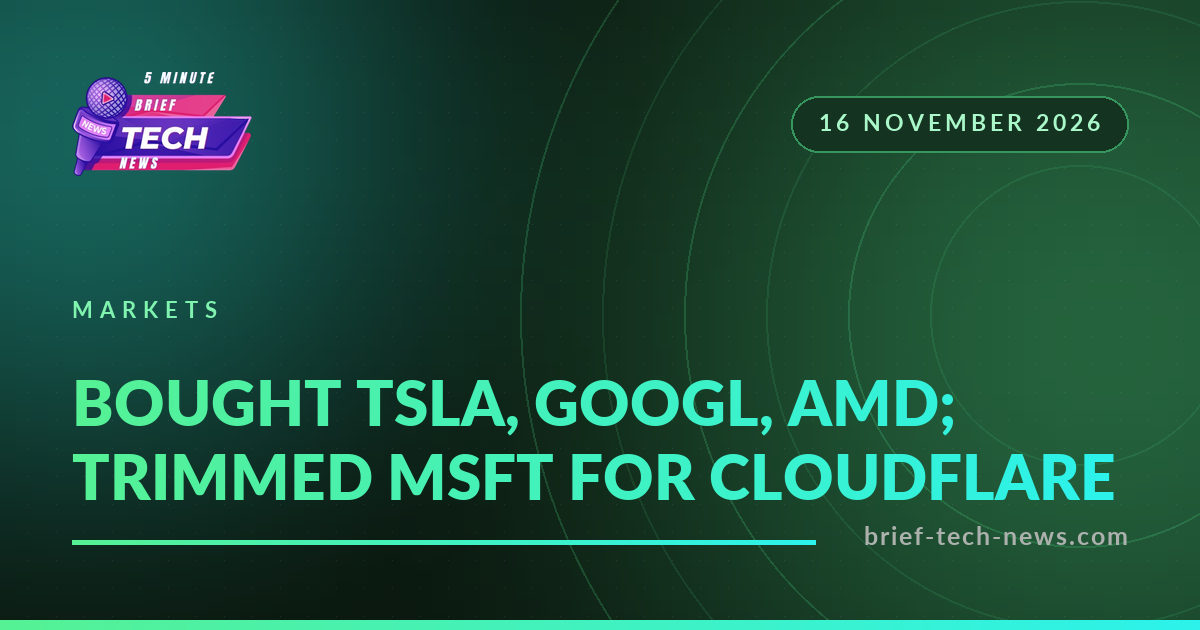 5 MINUTE
BRIEF
NEWS
TECH
NEWS
16 NOVEMBER 2026
MARKETS
BOUGHT TSLA, GOOGL, AMD;
TRIMMED MSFT FOR CLOUDFLARE
brief-tech-news.com